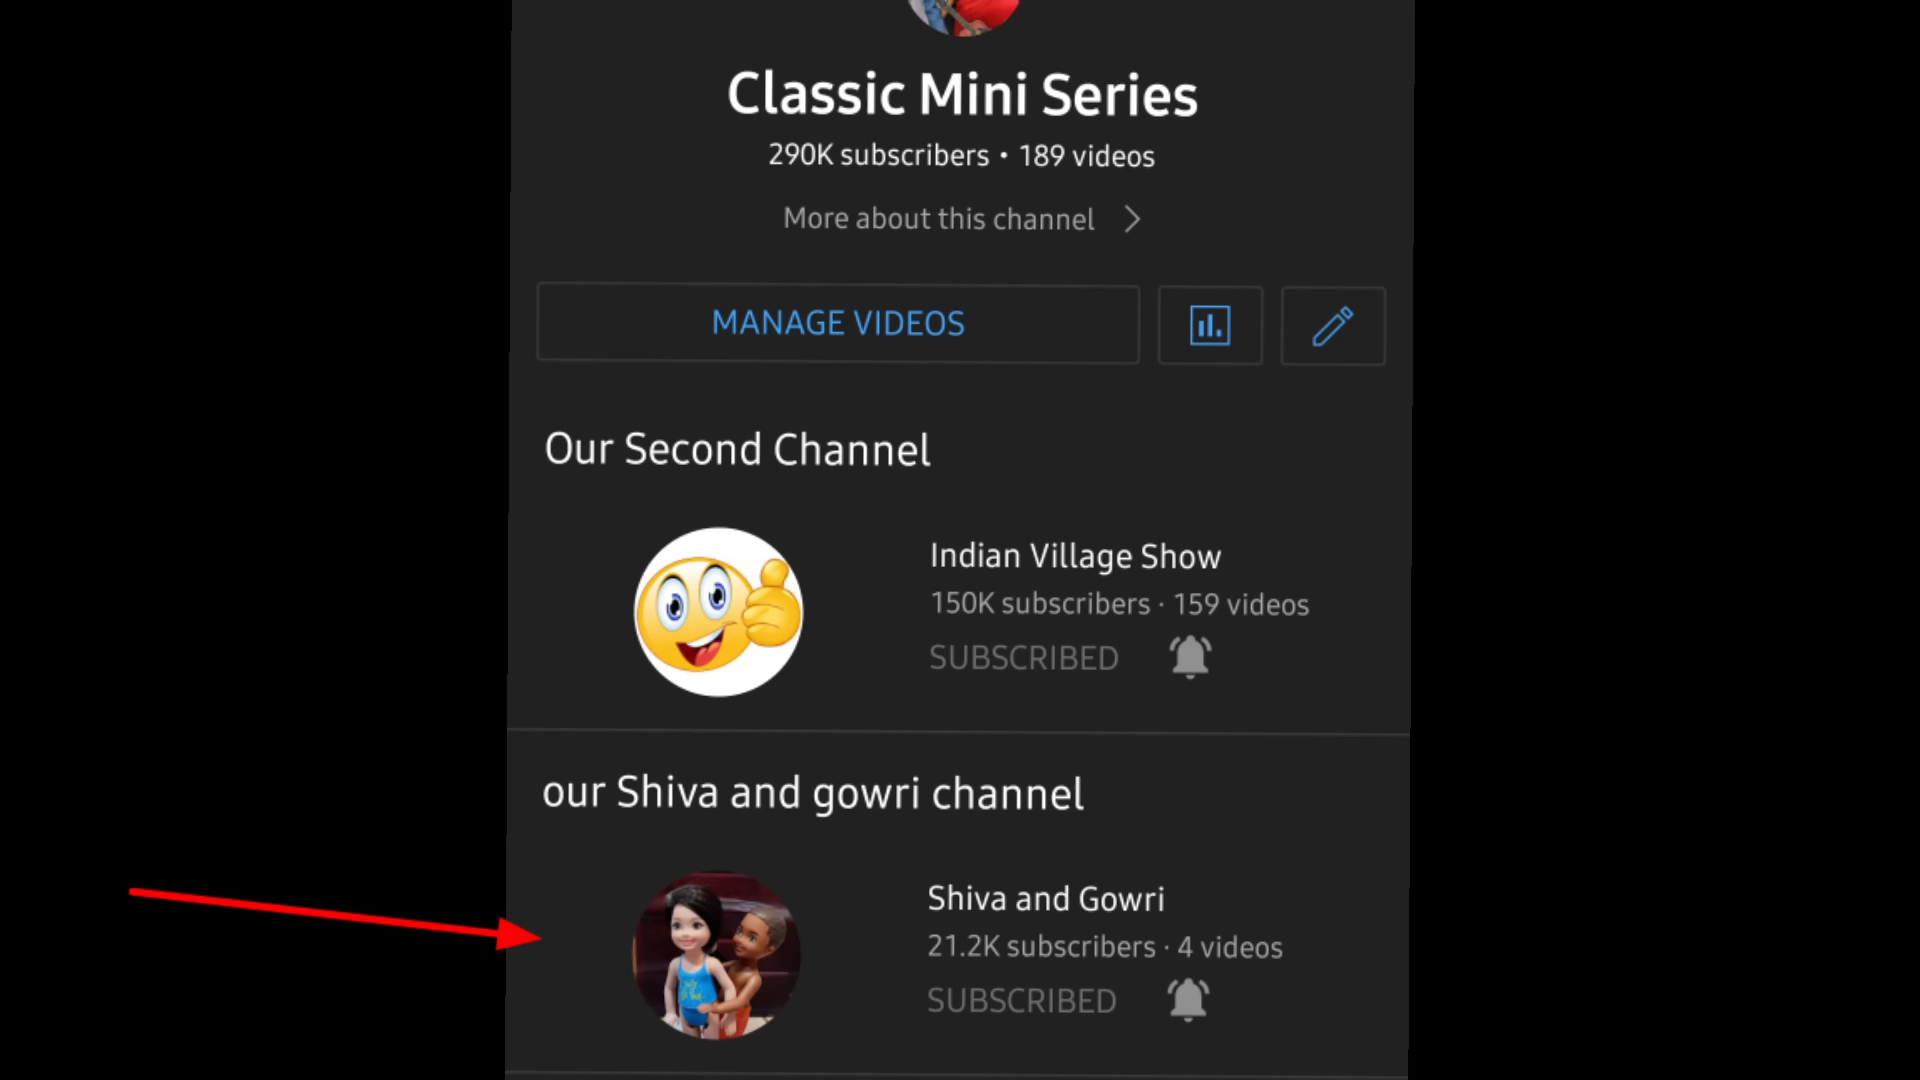 Classic Mini Series
290K subscribers • 189 videos
More about this channel
MANAGE VIDEOS
Our Second Channel
Indian Village Show
150K subscribers · 159 videos
SUBSCRIBED
our Shiva and gowri channel
Shiva and Gowri
21.2K subscribers · 4 videos
SUBSCRIBED